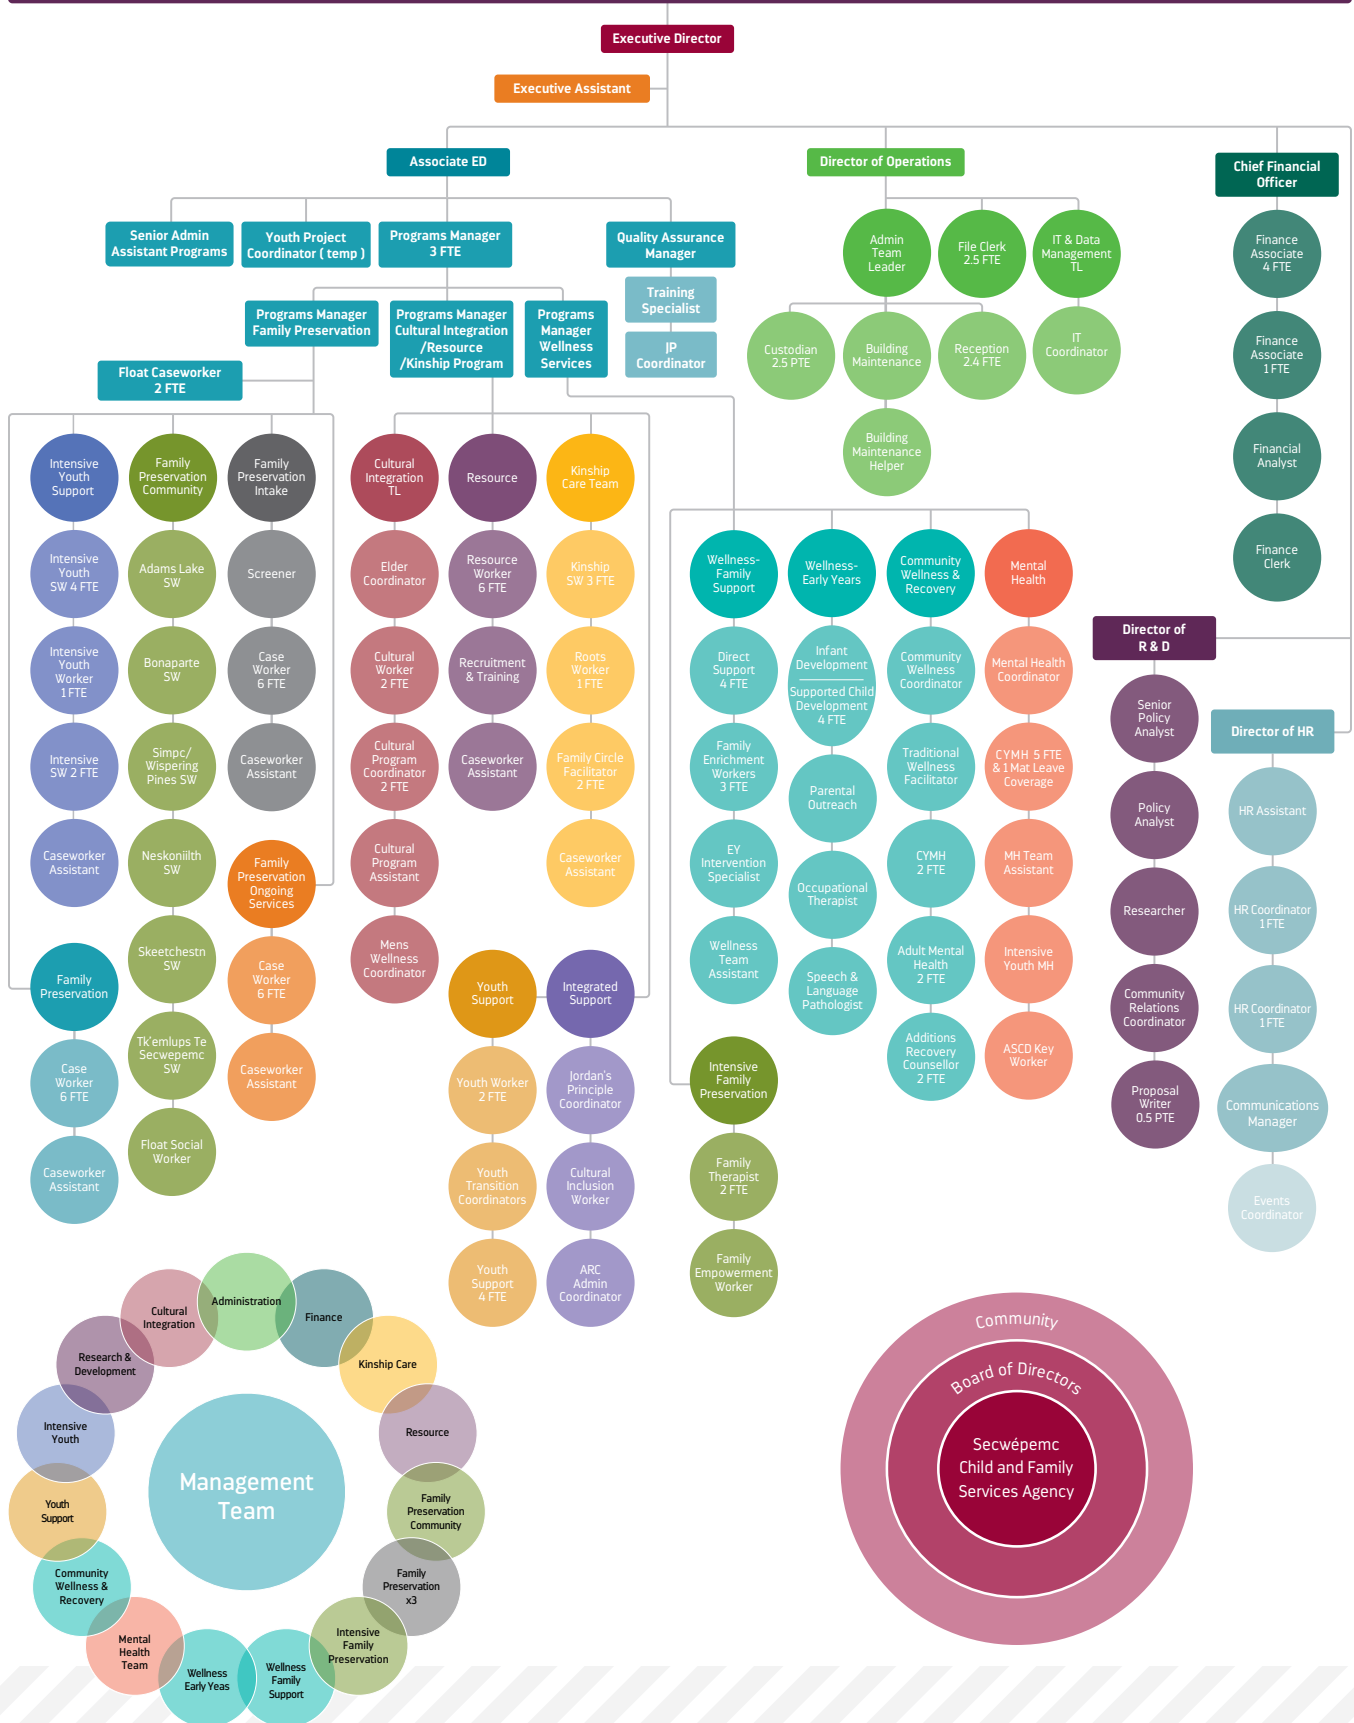 Executive Director
Executive Assistant
Associate ED
Director of Operations
Chief Financial
Officer
Senior Admin
Assistant Programs
Youth Project
Coordinator ( temp )
Programs Manager
3 FTE
Quality Assurance
Manager
Training
Specialist
JP
Coordinator
Programs Manager
Family Preservation
Programs Manager
Cultural Integration
/Resource
/Kinship Program
Programs
Manager
Wellness
Services
Float Caseworker
2 FTE
Admin
Team
Leader
File Clerk
2.5 FTE
IT & Data
Management
TL
Custodian
2.5 PTE
Building
Maintenance
Reception
2.4 FTE
IT
Coordinator
Building
Maintenance
Helper
Finance
Associate
4 FTE
Finance
Associate
1 FTE
Financial
Analyst
Finance
Clerk
Intensive
Youth
Support
Intensive
Youth
SW 4 FTE
Intensive
Youth
Worker
1 FTE
Intensive
SW 2 FTE
Caseworker
Assistant
Family
Preservation
Case
Worker
6 FTE
Caseworker
Assistant
Family
Preservation
Community
Adams Lake
SW
Bonaparte
SW
Simpc/
Wispering
Pines SW
Neskoniilth
SW
Skeetchestn
SW
Tk'emlups Te
Secwepemc
SW
Float Social
Worker
Family
Preservation
Intake
Screener
Case
Worker
6 FTE
Caseworker
Assistant
Family
Preservation
Ongoing
Services
Case
Worker
6 FTE
Caseworker
Assistant
Cultural
Integration
TL
Elder
Coordinator
Cultural
Worker
2 FTE
Cultural
Program
Coordinator
2 FTE
Cultural
Program
Assistant
Mens
Wellness
Coordinator
Resource
Resource
Worker
6 FTE
Recruitment
& Training
Caseworker
Assistant
Kinship
Care Team
Kinship
SW 3 FTE
Roots
Worker
1 FTE
Family Circle
Facilitator
2 FTE
Caseworker
Assistant
Youth
Support
Youth Worker
2 FTE
Youth
Transition
Coordinators
Youth
Support
4 FTE
Integrated
Support
Jordan's
Principle
Coordinator
Cultural
Inclusion
Worker
ARC
Admin
Coordinator
Wellness-
Family
Support
Direct
Support
4 FTE
Family
Enrichment
Workers
3 FTE
EY
Intervention
Specialist
Wellness
Team
Assistant
Intensive
Family
Preservation
Family
Therapist
2 FTE
Family
Empowerment
Worker
Wellness-
Early Years
Infant
Development
Supported Child
Development
4 FTE
Parental
Outreach
Occupational
Therapist
Speech &
Language
Pathologist
Community
Wellness &
Recovery
Community
Wellness
Coordinator
Traditional
Wellness
Facilitator
CYMH
2 FTE
Adult Mental
Health
2 FTE
Additions
Recovery
Counsellor
2 FTE
Mental
Health
Mental Health
Coordinator
CYMH 5 FTE
& 1 Mat Leave
Coverage
MH Team
Assistant
Intensive
Youth MH
ASCD Key
Worker
Director of
R & D
Senior
Policy
Analyst
Policy
Analyst
Researcher
Community
Relations
Coordinator
Proposal
Writer
0.5 PTE
Director of HR
HR Assistant
HR Coordinator
1 FTE
HR Coordinator
1 FTE
Communications
Manager
Events
Coordinator
Management
Team
Administration
Finance
Kinship Care
Resource
Family
Preservation
Community
Family
Preservation
x3
Intensive
Family
Preservation
Wellness
Family
Support
Wellness
Early Yeas
Mental
Health
Team
Community
Wellness &
Recovery
Youth
Support
Intensive
Youth
Research &
Development
Cultural
Integration
Community
Board of Directors
Secwépemc
Child and Family
Services Agency